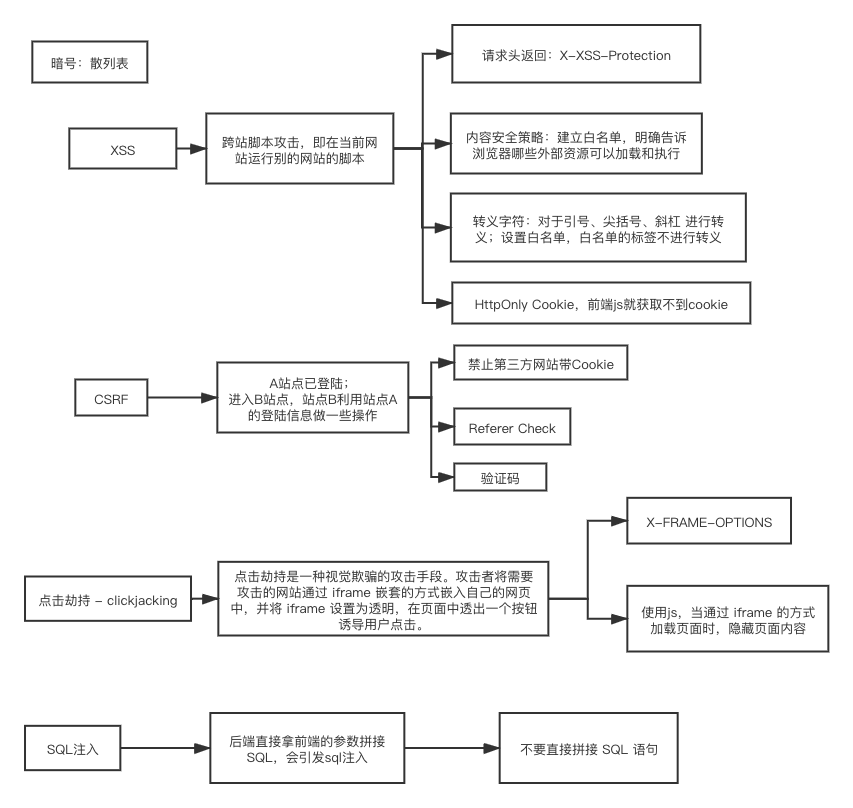 暗号：散列表
XSS
跨站脚本攻击，即在当前网
站运行别的网站的脚本
请求头返回：X-XSS-Protection
内容安全策略：建立白名单，明确告诉
浏览器哪些外部资源可以加载和执行
转义字符：对于引号、尖括号、斜杠 进行转
义；设置白名单，白名单的标签不进行转义
HttpOnly Cookie，前端js就获取不到cookie
CSRF
A站点已登陆；
进入B站点，站点B利用站点A
的登陆信息做一些操作
禁止第三方网站带Cookie
Referer Check
验证码
点击劫持 - clickjacking
点击劫持是一种视觉欺骗的攻击手段。攻击者将需要
攻击的网站通过 iframe 嵌套的方式嵌入自己的网页
中，并将 iframe 设置为透明，在页面中透出一个按钮
诱导用户点击。
X-FRAME-OPTIONS
使用js，当通过 iframe 的方式
加载页面时，隐藏页面内容
SQL注入
后端直接拿前端的参数拼接
SQL，会引发sql注入
不要直接拼接 SQL 语句